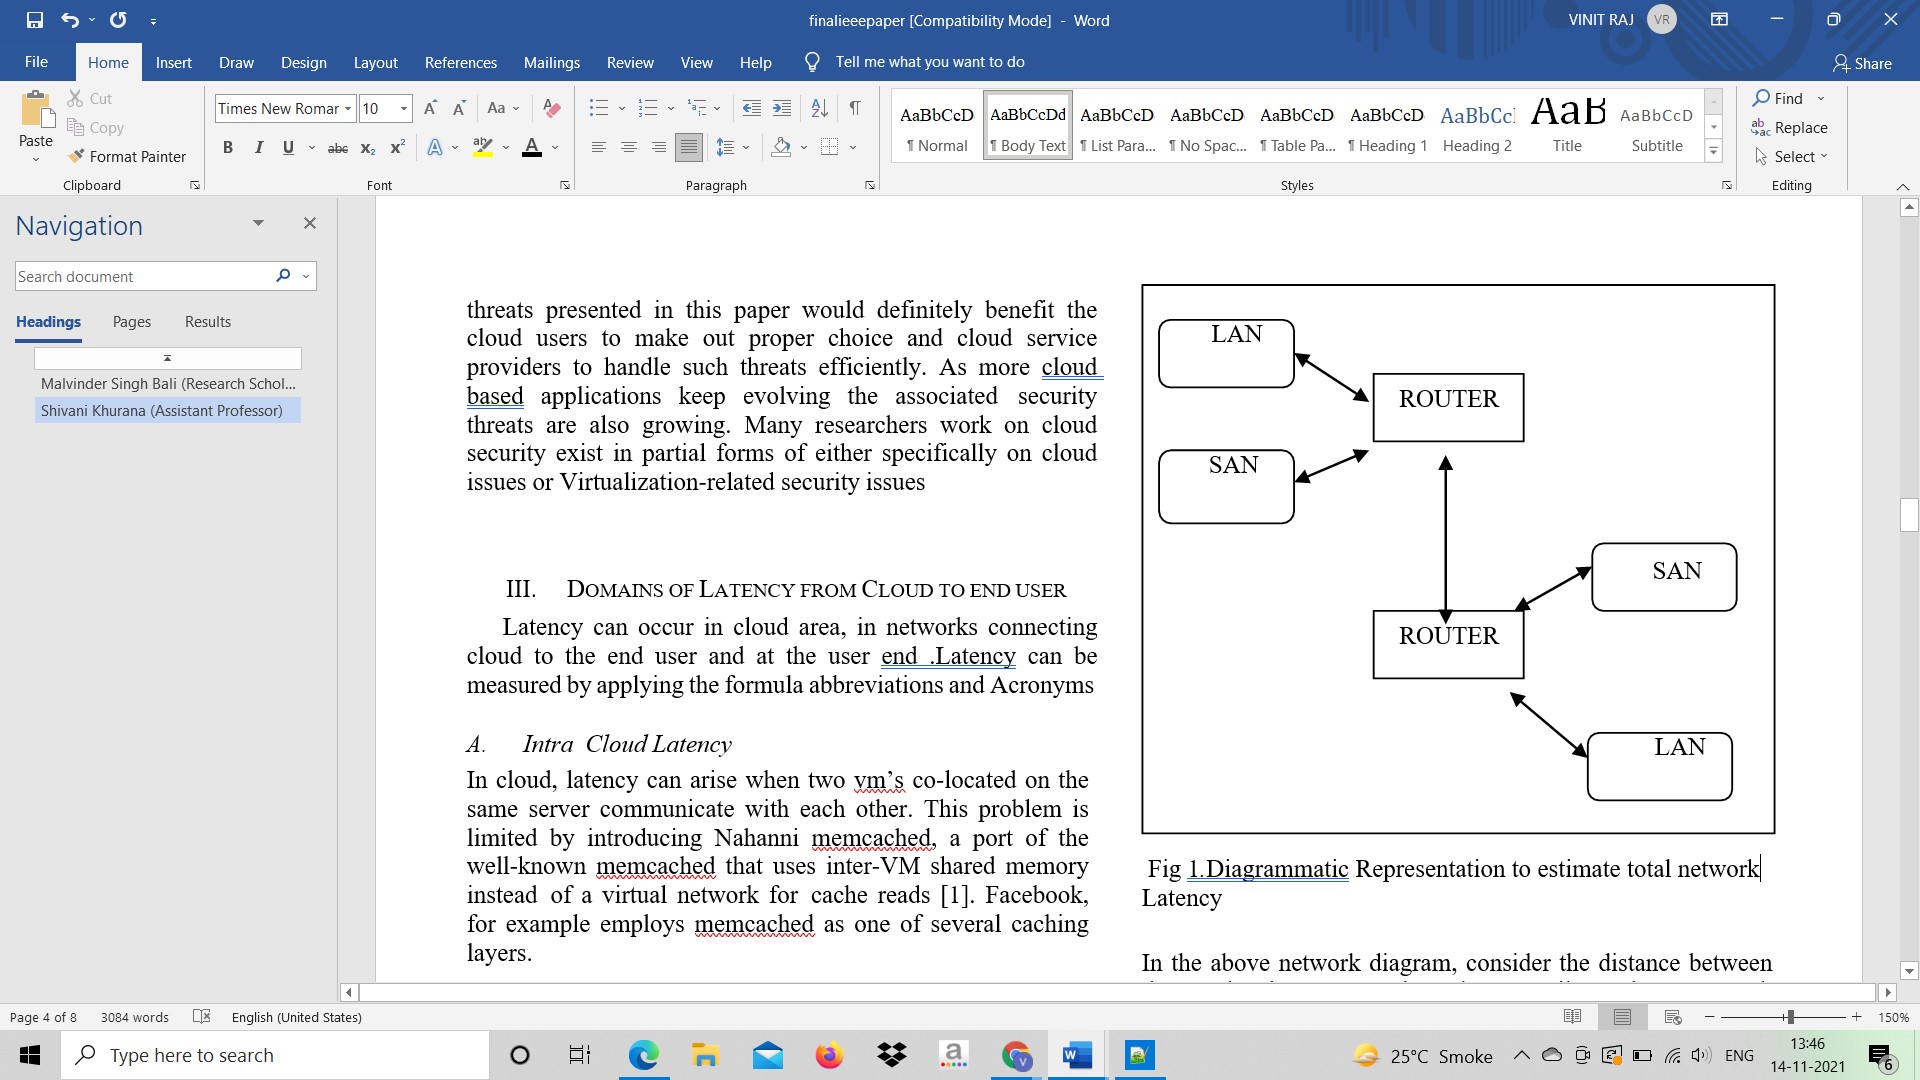 finalieeepaper [Compatibility Mode] - Word
VINIT RAJ
VR
File
Home
Insert
Draw
Design
Layout
References
Mailings
Review
View
Help
Tell me what you want to do
Share
Paste
Cut
Copy
Format Painter
Clipboard
Times New Romar
10
Aa
B I U abc x₂ x²
Font
Paragraph
AaBbCcD
¶ Normal
AaBbCcDd
¶ Body Text
AaBbCcD
¶ List Para...
AaBbCcD
¶ No Spac...
AaBbCcD
¶ Table Pa...
AaBbCcD
¶ Heading 1
AaBbCcl
Heading 2
AaB
Title
AaBbCcD
Subtitle
Styles
Find
Replace
Select
Editing
Navigation
Search document
Headings
Pages
Results
Malvinder Singh Bali (Research Schol...
Shivani Khurana (Assistant Professor)
threats presented in this paper would definitely benefit the
cloud users to make out proper choice and cloud service
providers to handle such threats efficiently. As more cloud
based applications keep evolving the associated security
threats are also growing. Many researchers work on cloud
security exist in partial forms of either specifically on cloud
issues or Virtualization-related security issues
III. DOMAINS OF LATENCY FROM CLOUD TO END USER
Latency can occur in cloud area, in networks connecting
cloud to the end user and at the user end .Latency can be
measured by applying the formula abbreviations and Acronyms
A. Intra Cloud Latency
In cloud, latency can arise when two vm’s co-located on the
same server communicate with each other. This problem is
limited by introducing Nahanni memcached, a port of the
well-known memcached that uses inter-VM shared memory
instead of a virtual network for cache reads [1]. Facebook,
for example employs memcached as one of several caching
layers.
LAN
ROUTER
SAN
SAN
ROUTER
LAN
Fig 1.Diagrammatic Representation to estimate total network
Latency
In the above network diagram, consider the distance between
Page 4 of 8
3084 words
English (United States)
150%
Type here to search
25°C Smoke
ENG
13:46
14-11-2021
6